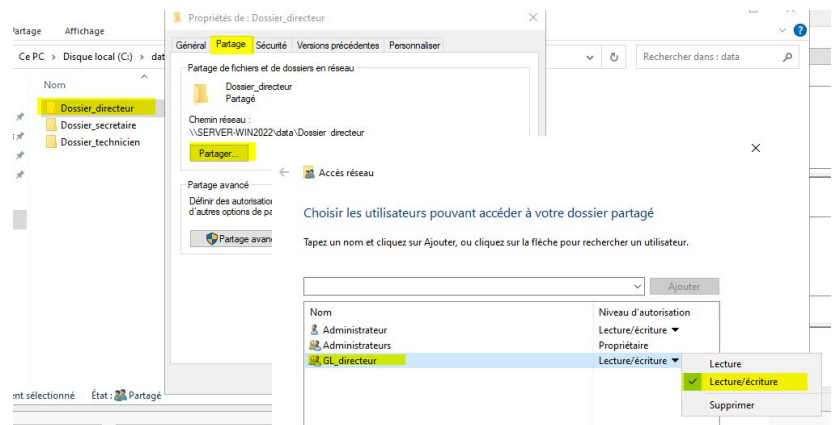 Propriétés de : Dossier_directeur
Partage Affichage
Ce PC > Disque local (C:) > dat
Rechercher dans : data
Général Partage Sécurité Versions précédentes Personnaliser
Nom
Dossier_directeur
Dossier_secretaire
Dossier_technicien
Partage de fichiers et de dossiers en réseau
Dossier_directeur
Partagé
Chemin réseau :
\\SERVER-WIN2022\data\Dossier directeur
Partager...
Partage avancé
Définir des autorisation
d'autres options de pa
Partage avan
Accès réseau
Choisir les utilisateurs pouvant accéder à votre dossier partagé
Tapez un nom et cliquez sur Ajouter, ou cliquez sur la flèche pour rechercher un utilisateur.
Ajouter
Nom Niveau d'autorisation
Administrateur Lecture/écriture
Administrateurs Propriétaire
GL_directeur Lecture/écriture
Lecture
Lecture/écriture
Supprimer
ent sélectionné État : Partagé